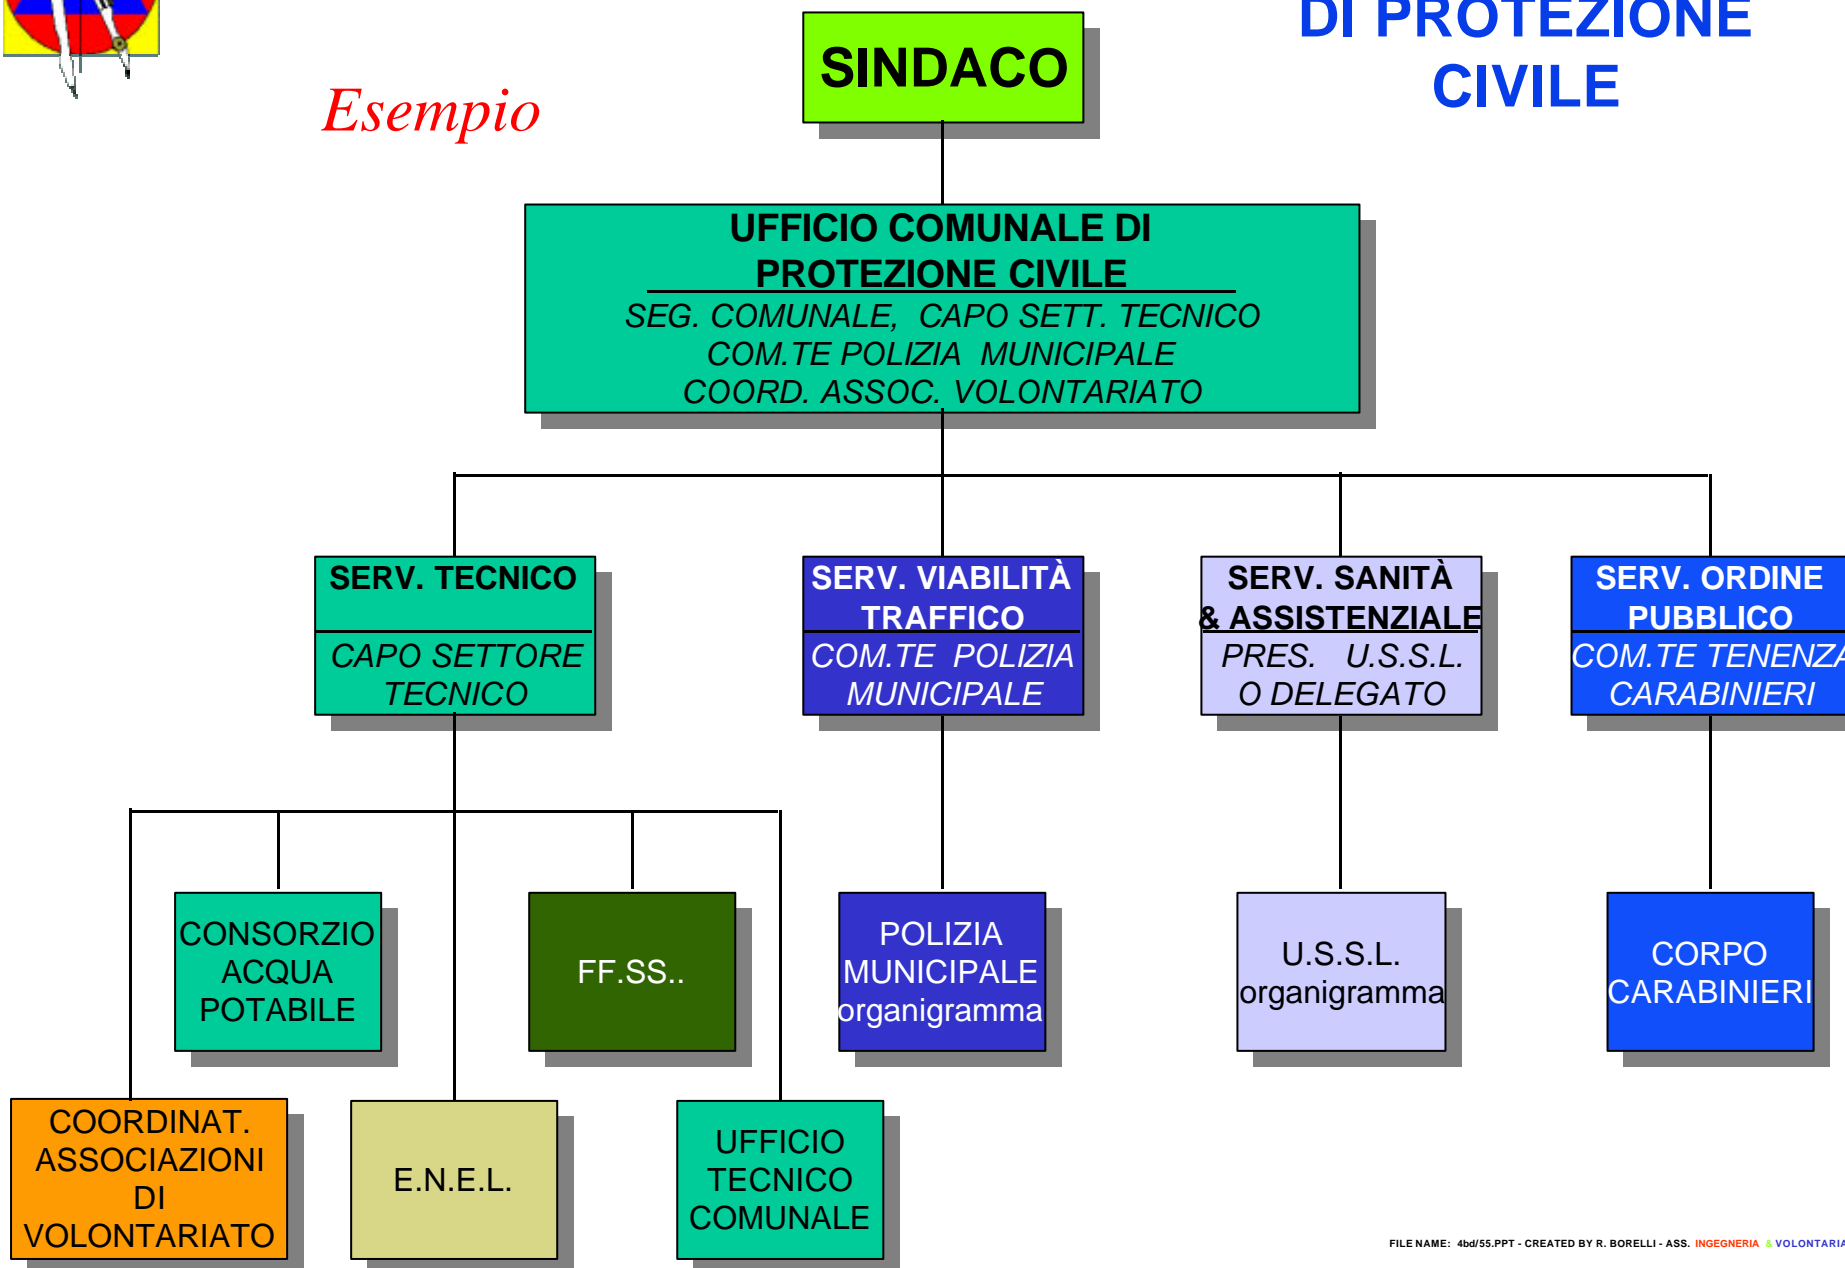 DI PROTEZIONE
CIVILE
Esempio
SINDACO
UFFICIO COMUNALE DI
PROTEZIONE CIVILE
SEG. COMUNALE, CAPO SETT. TECNICO
COM.TE POLIZIA MUNICIPALE
COORD. ASSOC. VOLONTARIATO
SERV. TECNICO
CAPO SETTORE
TECNICO
SERV. VIABILITÀ
TRAFFICO
COM.TE POLIZIA
MUNICIPALE
SERV. SANITÀ
& ASSISTENZIALE
PRES. U.S.S.L.
O DELEGATO
SERV. ORDINE
PUBBLICO
COM.TE TENENZA
CARABINIERI
CONSORZIO
ACQUA
POTABILE
FF.SS..
POLIZIA
MUNICIPALE
organigramma
U.S.S.L.
organigramma
CORPO
CARABINIERI
COORDINAT.
ASSOCIAZIONI
DI
VOLONTARIATO
E.N.E.L.
UFFICIO
TECNICO
COMUNALE
FILE NAME: 4bd/55.PPT - CREATED BY R. BORELLI - ASS. INGEGNERIA & VOLONTARIA